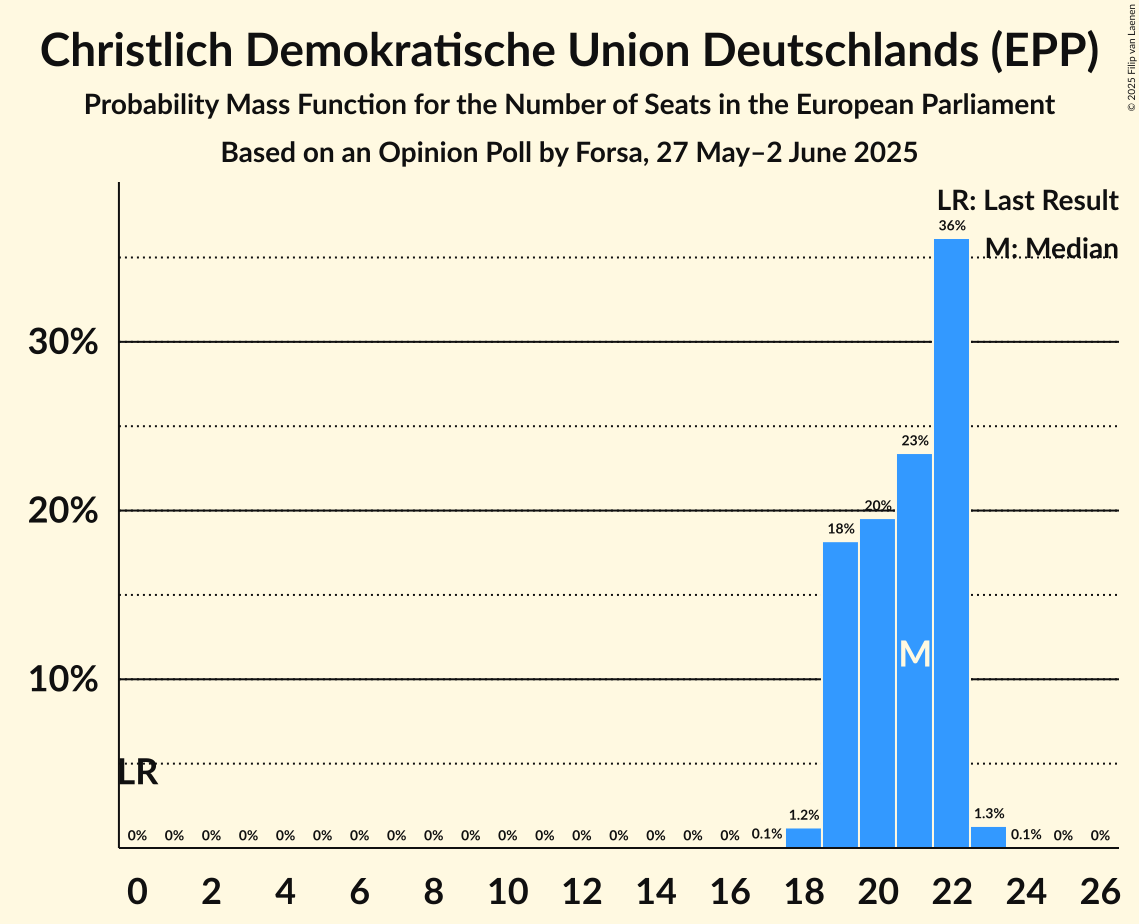 Christlich Demokratische Union Deutschlands (EPP)
Probability Mass Function for the Number of Seats in the European Parliament
Based on an Opinion Poll by Forsa, 27 May–2 June 2025
© 2025 Filip van Laenen
LR: Last Result
M: Median
36%
30%
23%
20%
20%
18%
M
10%
LR
0% 0% 0% 0% 0% 0% 0% 0% 0% 0% 0% 0% 0% 0% 0% 0% 0% 0.1% 1.2% 1.3% 0.1% 0% 0%
0 2 4 6 8 10 12 14 16 18 20 22 24 26